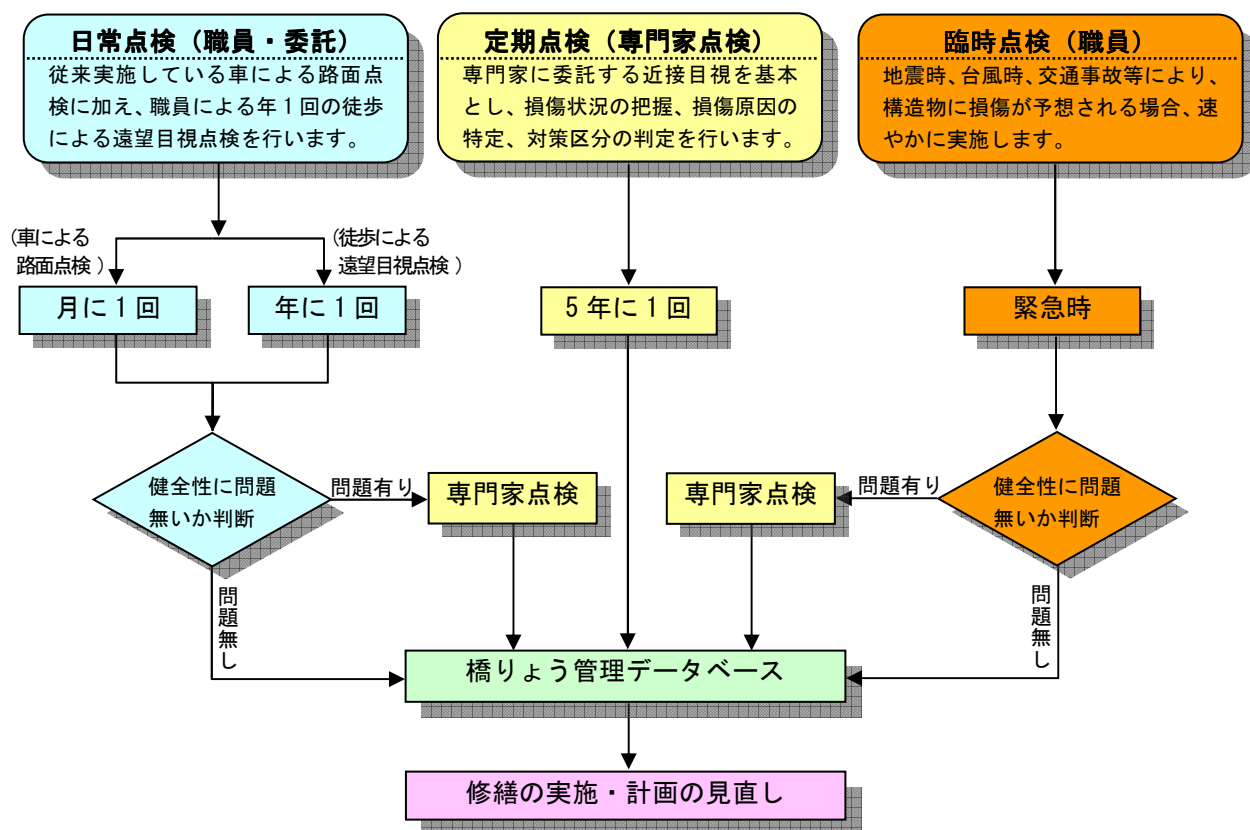 日常点検（職員・委託）
従来実施している車による路面点
検に加え、職員による年１回の徒歩
による遠望目視点検を行います。
定期点検（専門家点検）
専門家に委託する近接目視を基本
とし、損傷状況の把握、損傷原因の
特定、対策区分の判定を行います。
臨時点検（職員）
地震時、台風時、交通事故等により、
構造物に損傷が予想される場合、速
やかに実施します。
（車による
路面点検）
（徒歩による
遠望目視点検）
月に１回
年に１回
５年に１回
緊急時
健全性に問題
無いか判断
問題有り
専門家点検
専門家点検
問題有り
健全性に問題
無いか判断
問題無し
問題無し
橋りょう管理データベース
修繕の実施・計画の見直し